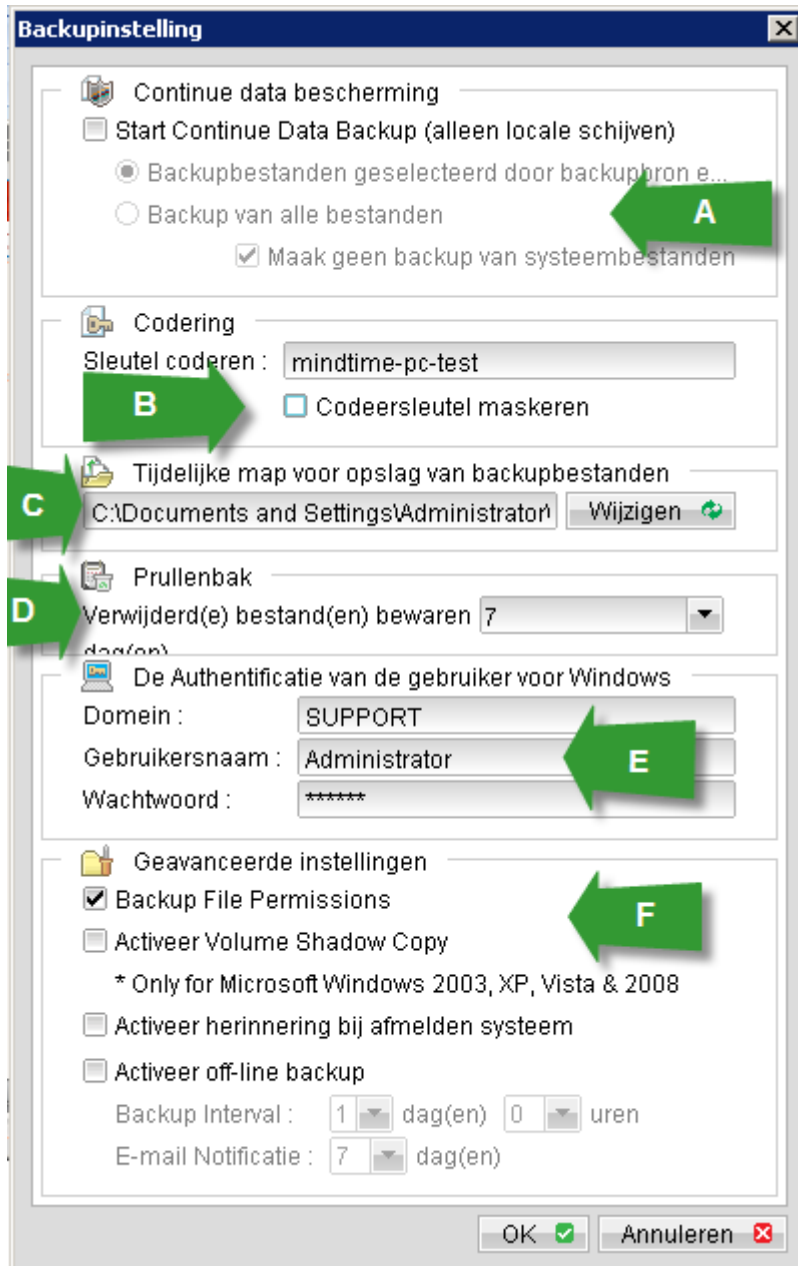 Backupinstelling
Continue data bescherming
Start Continue Data Backup (alleen locale schijven)
Backupbestanden geselecteerd door backupbron e...
Backup van alle bestanden
A
Maak geen backup van systeembestanden
Codering
Sleutel coderen : mindtime-pc-test
B
Codeersleutel maskeren
Tijdelijke map voor opslag van backupbestanden
C
C:\Documents and Settings\Administrator\ Wijzigen
Prullenbak
D
Verwijderd(e) bestand(en) bewaren 7
dag(en)
De Authentificatie van de gebruiker voor Windows
Domein : SUPPORT
Gebruikersnaam : Administrator
E
Wachtwoord : ******
Geavanceerde instellingen
Backup File Permissions
F
Activeer Volume Shadow Copy
* Only for Microsoft Windows 2003, XP, Vista & 2008
Activeer herinnering bij afmelden systeem
Activeer off-line backup
Backup Interval : 1 dag(en) 0 uren
E-mail Notificatie : 7 dag(en)
OK Annuleren